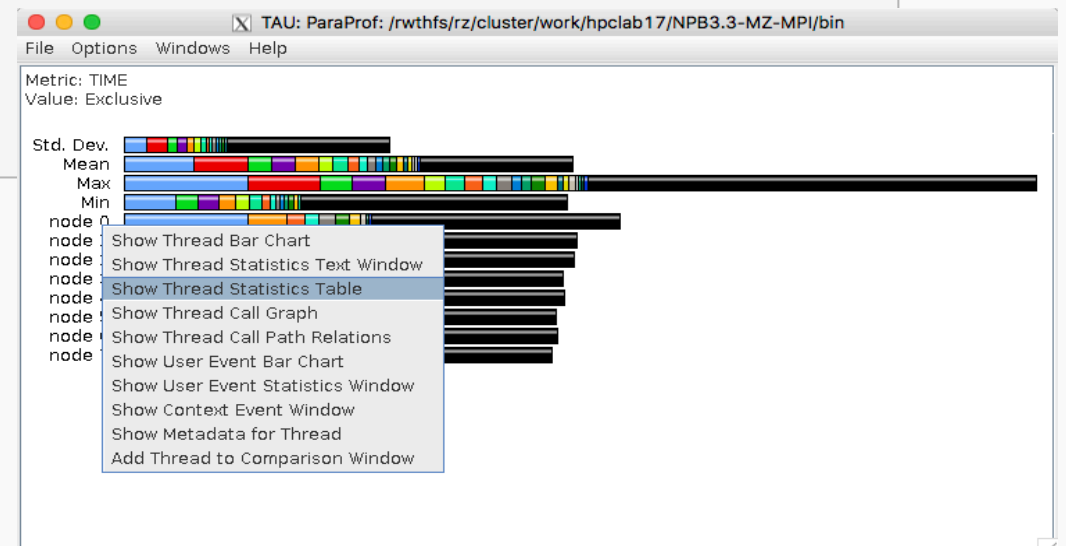 TAU: ParaProf: /rwthfs/rz/cluster/work/hpclab17/NPB3.3-MZ-MPI/bin
File Options Windows Help
Metric: TIME
Value: Exclusive
Std. Dev.
Mean
Max
Min
node 0
node
node
node
node
node
node
node
Show Thread Bar Chart
Show Thread Statistics Text Window
Show Thread Statistics Table
Show Thread Call Graph
Show Thread Call Path Relations
Show User Event Bar Chart
Show User Event Statistics Window
Show Context Event Window
Show Metadata for Thread
Add Thread to Comparison Window